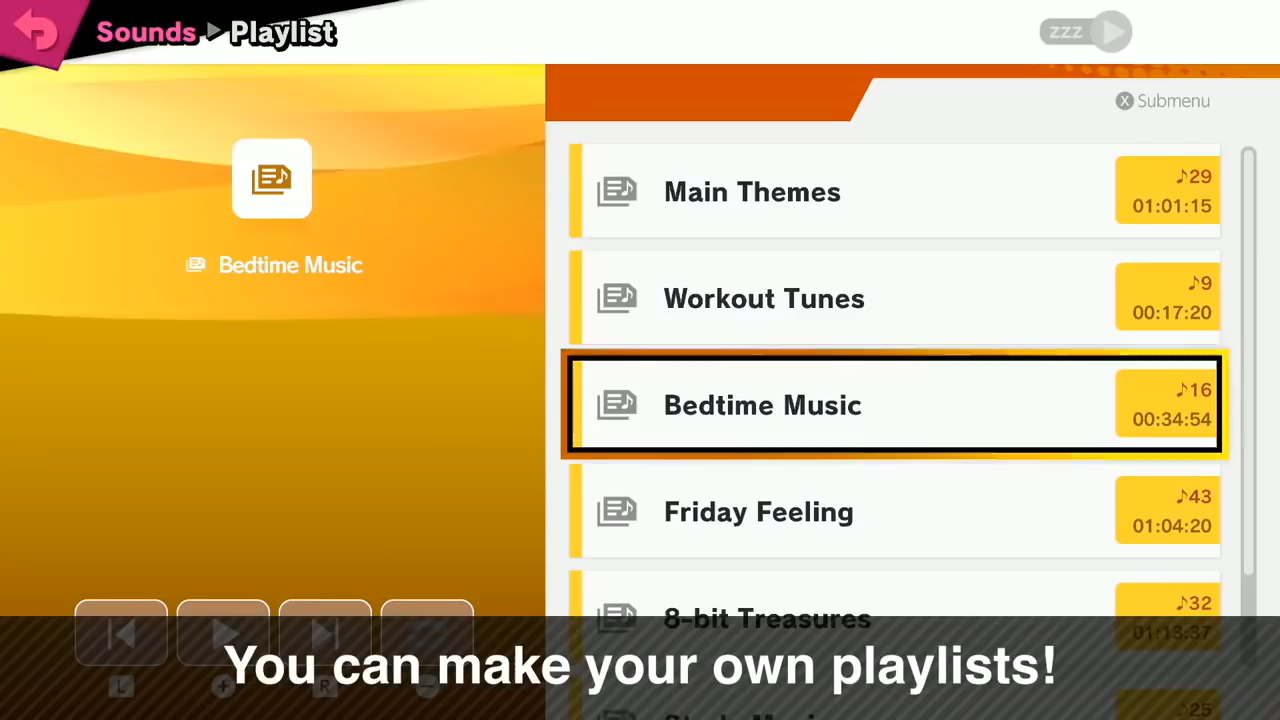 Sounds ▶ Playlist
zzz
X Submenu
Bedtime Music
Main Themes
♪29
01:01:15
Workout Tunes
♪9
00:17:20
Bedtime Music
♪16
00:34:54
Friday Feeling
♪43
01:04:20
8-bit Treasures
♪32
01:13:37
♪25
L + R −
You can make your own playlists!